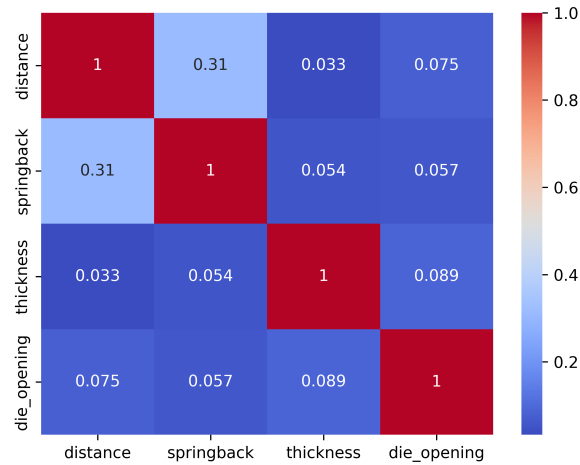 distance 1 0.31 0.033 0.075
springback 0.31 1 0.054 0.057
thickness 0.033 0.054 1 0.089
die_opening 0.075 0.057 0.089 1
distance springback thickness die_opening
1.0
0.8
0.6
0.4
0.2